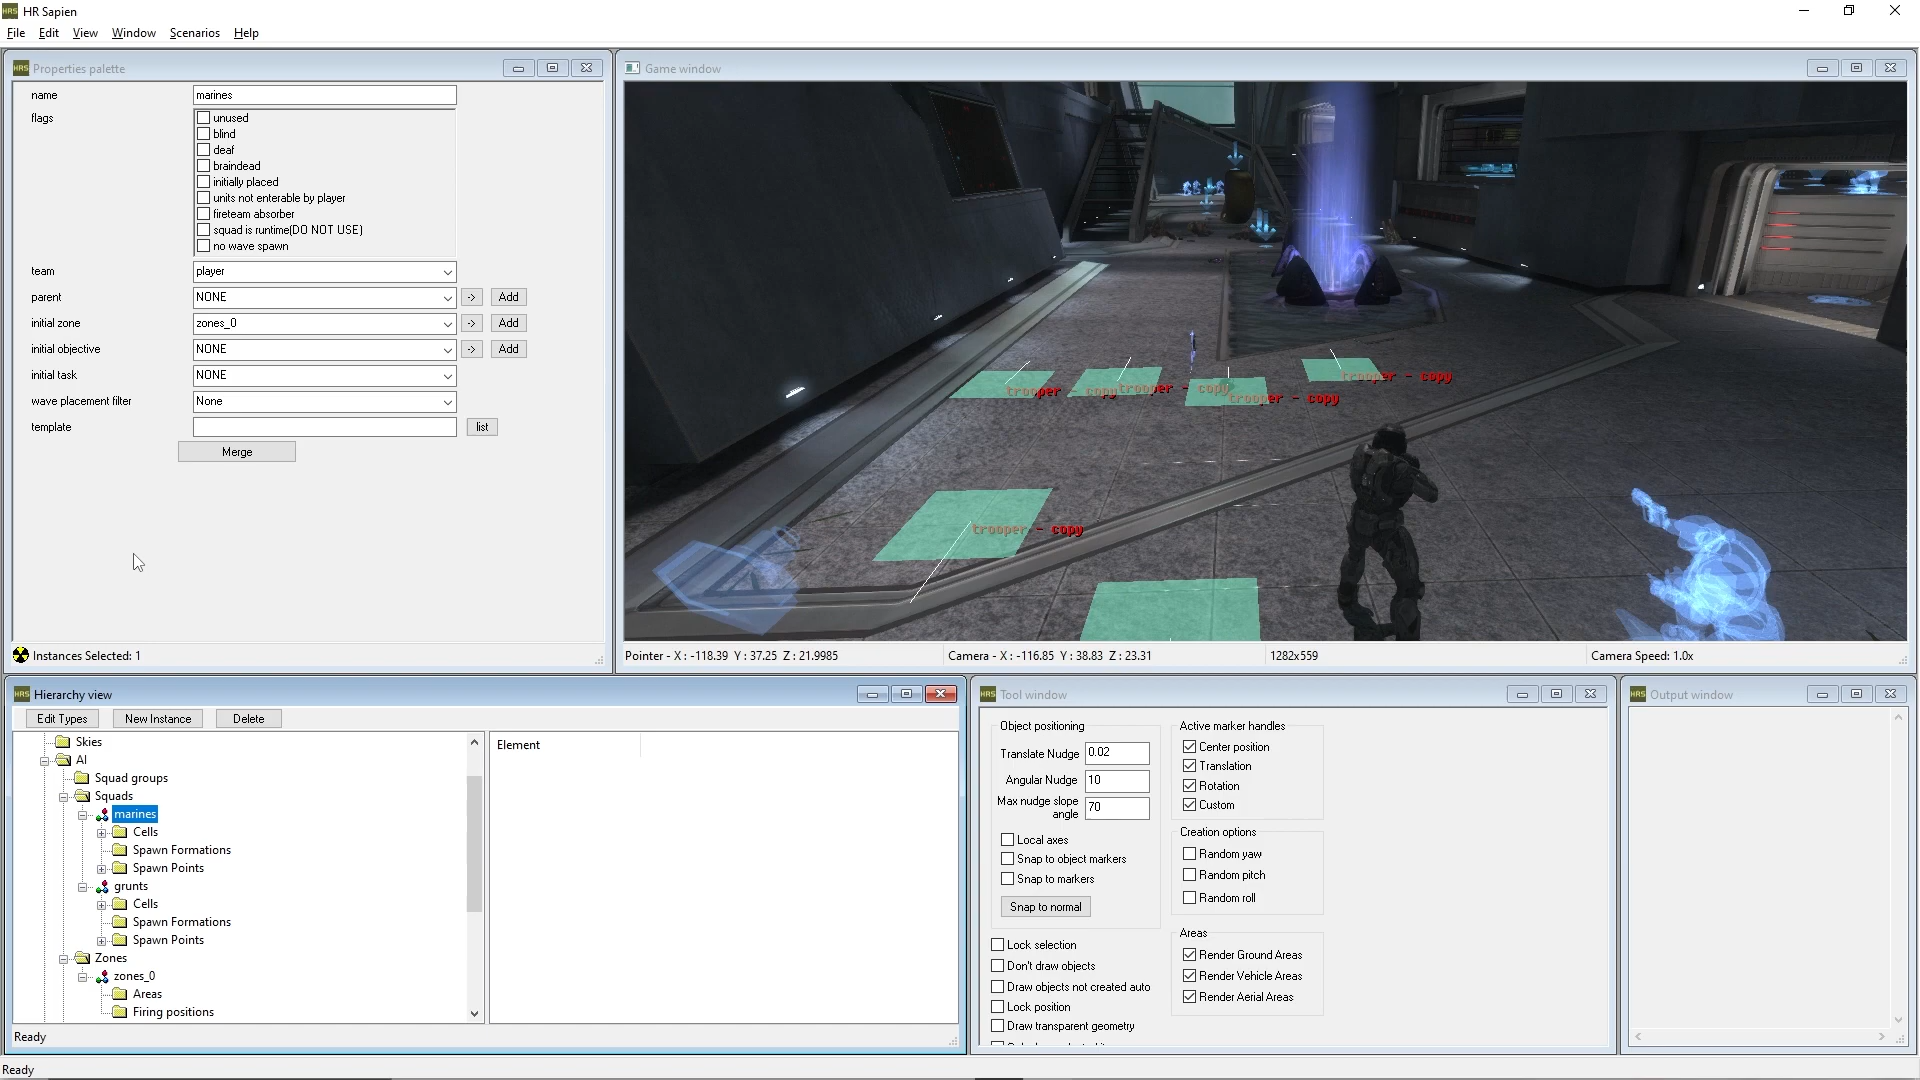 HRS HR Sapien
File Edit View Window Scenarios Help
HRS Properties palette
name marines
flags
unused
blind
deaf
braindead
initially placed
units not enterable by player
fireteam absorber
squad is runtime(DO NOT USE)
no wave spawn
team player
parent NONE -> Add
initial zone zones_0 -> Add
initial objective NONE -> Add
initial task NONE
wave placement filter None
template list
Merge
Instances Selected: 1
Game window
trooper - copy
trooper - copy
trooper - copy
trooper - copy
trooper - copy
Pointer - X : -118.39 Y : 37.25 Z : 21.9985
Camera - X : -116.85 Y : 38.83 Z : 23.31
1282x559
Camera Speed: 1.0x
HRS Hierarchy view
Edit Types New Instance Delete
Skies
AI
Squad groups
Squads
marines
Cells
Spawn Formations
Spawn Points
grunts
Cells
Spawn Formations
Spawn Points
Zones
zones_0
Areas
Firing positions
Element
Ready
HRS Tool window
Object positioning
Translate Nudge 0.02
Angular Nudge 10
Max nudge slope angle 70
Local axes
Snap to object markers
Snap to markers
Snap to normal
Lock selection
Don't draw objects
Draw objects not created auto
Lock position
Draw transparent geometry
Active marker handles
Center position
Translation
Rotation
Custom
Creation options
Random yaw
Random pitch
Random roll
Areas
Render Ground Areas
Render Vehicle Areas
Render Aerial Areas
HRS Output window
Ready